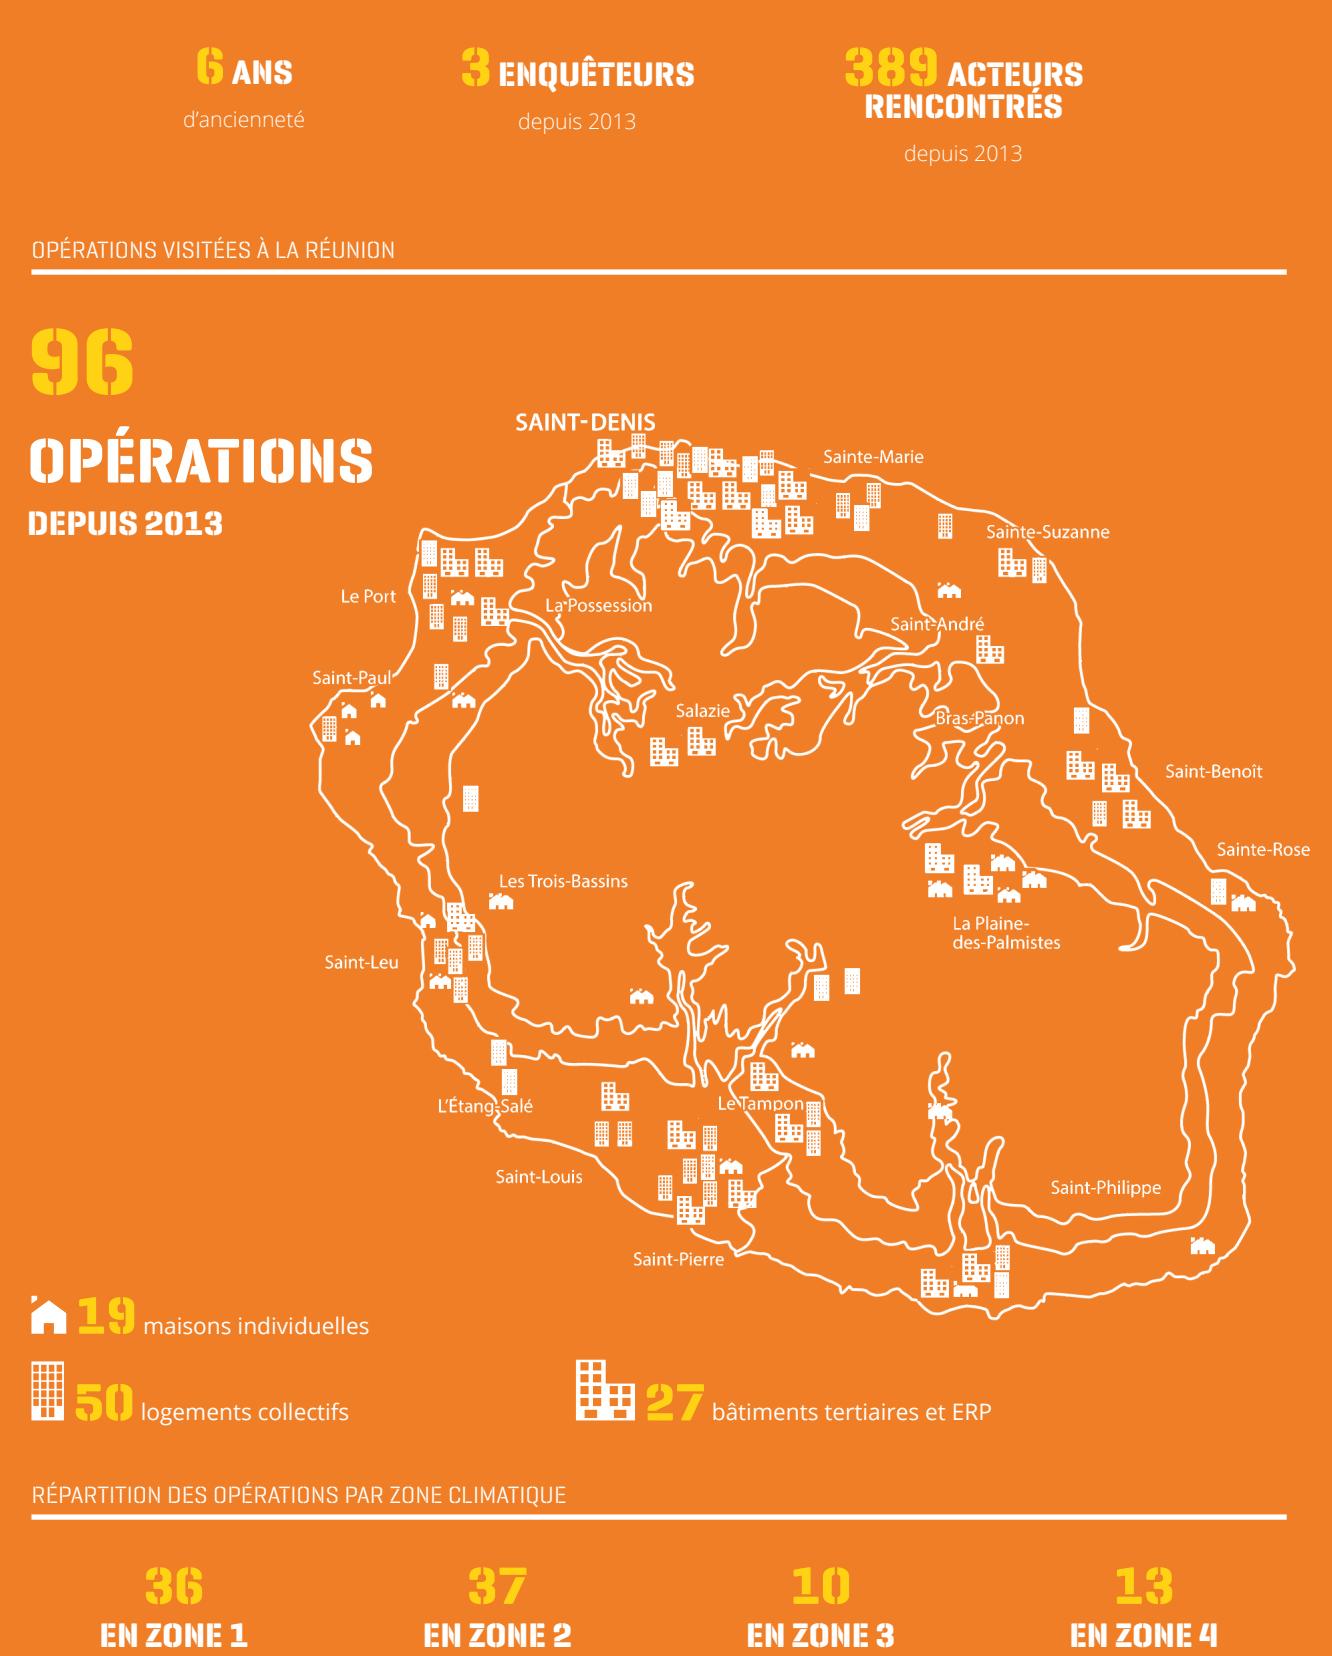 6 ANS
d’ancienneté
3 ENQUÊTEURS
depuis 2013
389 ACTEURS
RENCONTRÉS
depuis 2013
OPÉRATIONS VISITÉES À LA RÉUNION
96
OPÉRATIONS
DEPUIS 2013
SAINT-DENIS
Sainte-Marie
Sainte-Suzanne
Le Port
La Possession
Saint-André
Saint-Paul
Salazie
Bras-Panon
Saint-Benoît
Sainte-Rose
Les Trois-Bassins
La Plaine-
des-Palmistes
Saint-Leu
L’Étang-Salé
Le Tampon
Saint-Louis
Saint-Philippe
Saint-Pierre
19 maisons individuelles
50 logements collectifs
27 bâtiments tertiaires et ERP
RÉPARTITION DES OPÉRATIONS PAR ZONE CLIMATIQUE
36
EN ZONE 1
37
EN ZONE 2
10
EN ZONE 3
13
EN ZONE 4